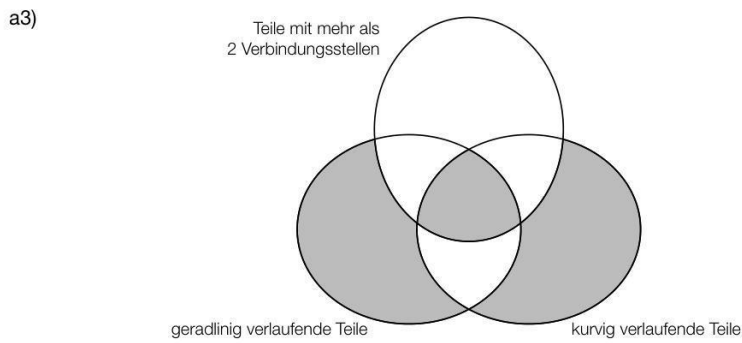 a3)
Teile mit mehr als
2 Verbindungsstellen
geradlinig verlaufende Teile
kurvig verlaufende Teile